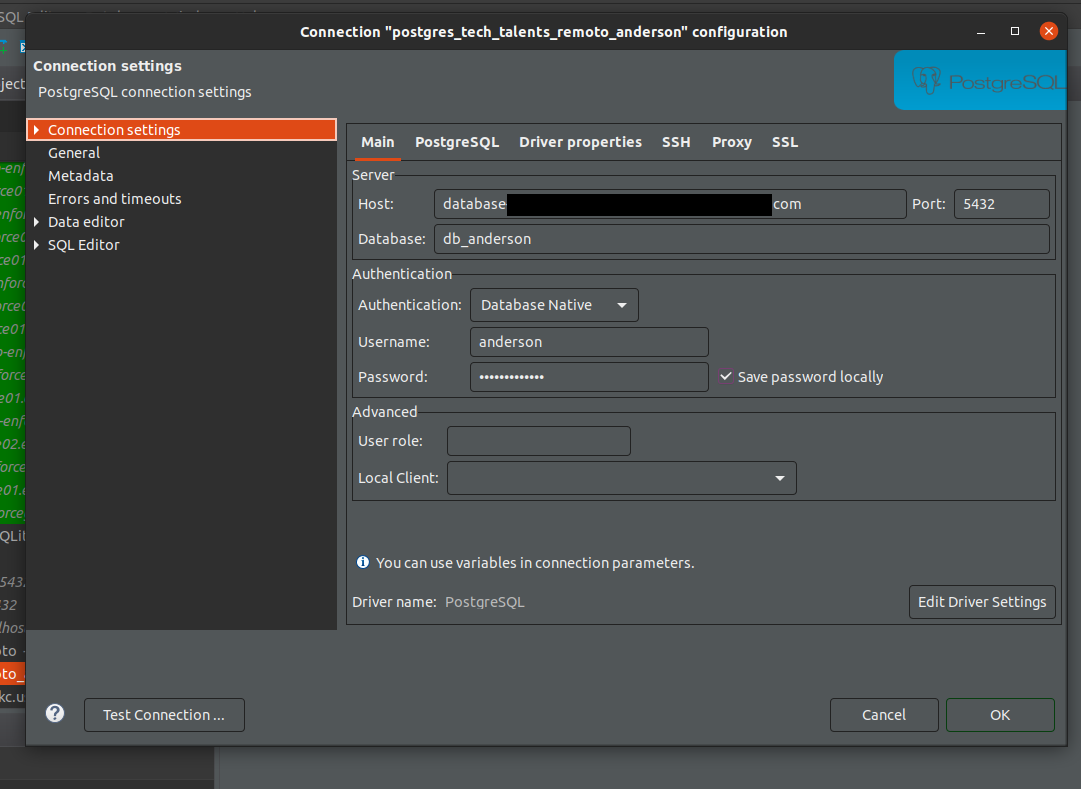 Connection "postgres_tech_talents_remoto_anderson" configuration
Connection settings
PostgreSQL connection settings
PostgreSQL
Connection settings
General
Metadata
Errors and timeouts
Data editor
SQL Editor
Main PostgreSQL Driver properties SSH Proxy SSL
Server
Host: database com Port: 5432
Database: db_anderson
Authentication
Authentication: Database Native
Username: anderson
Password: ••••••••••••• Save password locally
Advanced
User role:
Local Client:
You can use variables in connection parameters.
Driver name: PostgreSQL
Edit Driver Settings
Test Connection ...
Cancel
OK